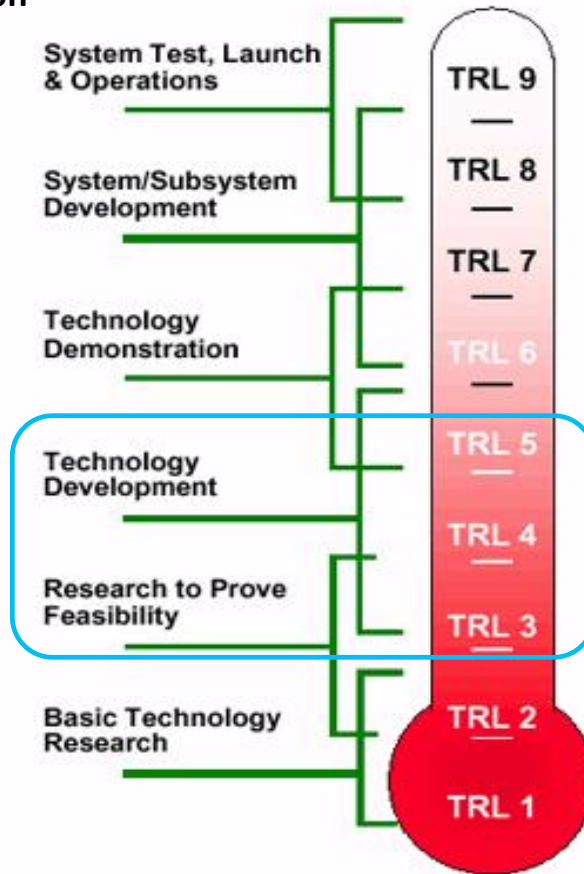 System Test, Launch
& Operations
TRL 9
System/Subsystem
Development
TRL 8
TRL 7
Technology
Demonstration
TRL 6
Technology
Development
TRL 5
TRL 4
Research to Prove
Feasibility
TRL 3
Basic Technology
Research
TRL 2
TRL 1